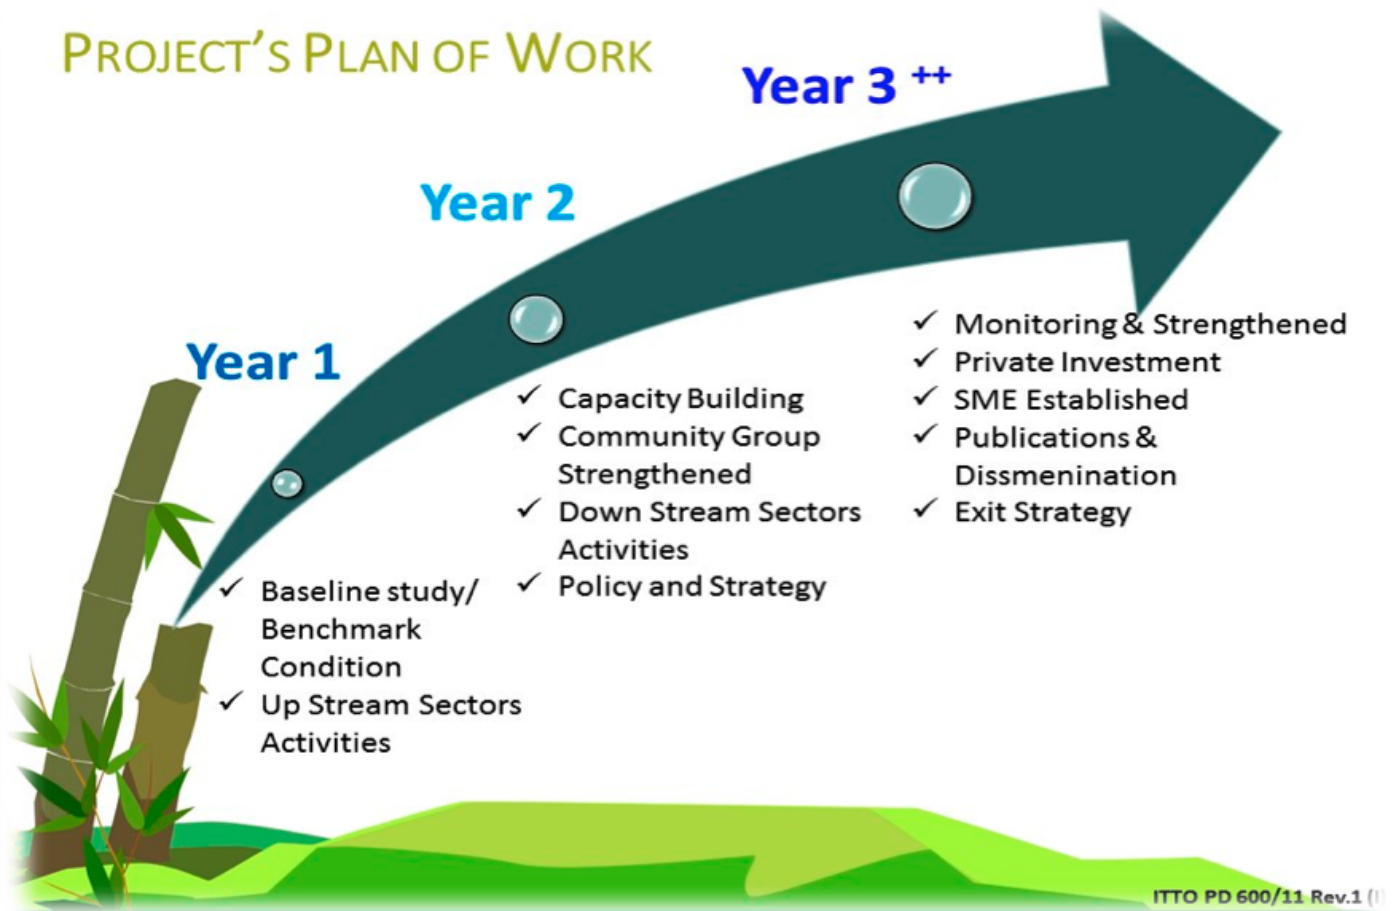 PROJECT'S PLAN OF WORK
Year 1
Baseline study/
Benchmark
Condition
Up Stream Sectors
Activities
Year 2
Capacity Building
Community Group
Strengthened
Down Stream Sectors
Activities
Policy and Strategy
Year 3 ++
Monitoring & Strengthened
Private Investment
SME Established
Publications &
Dissmenination
Exit Strategy
ITTO PD 600/11 Rev.1